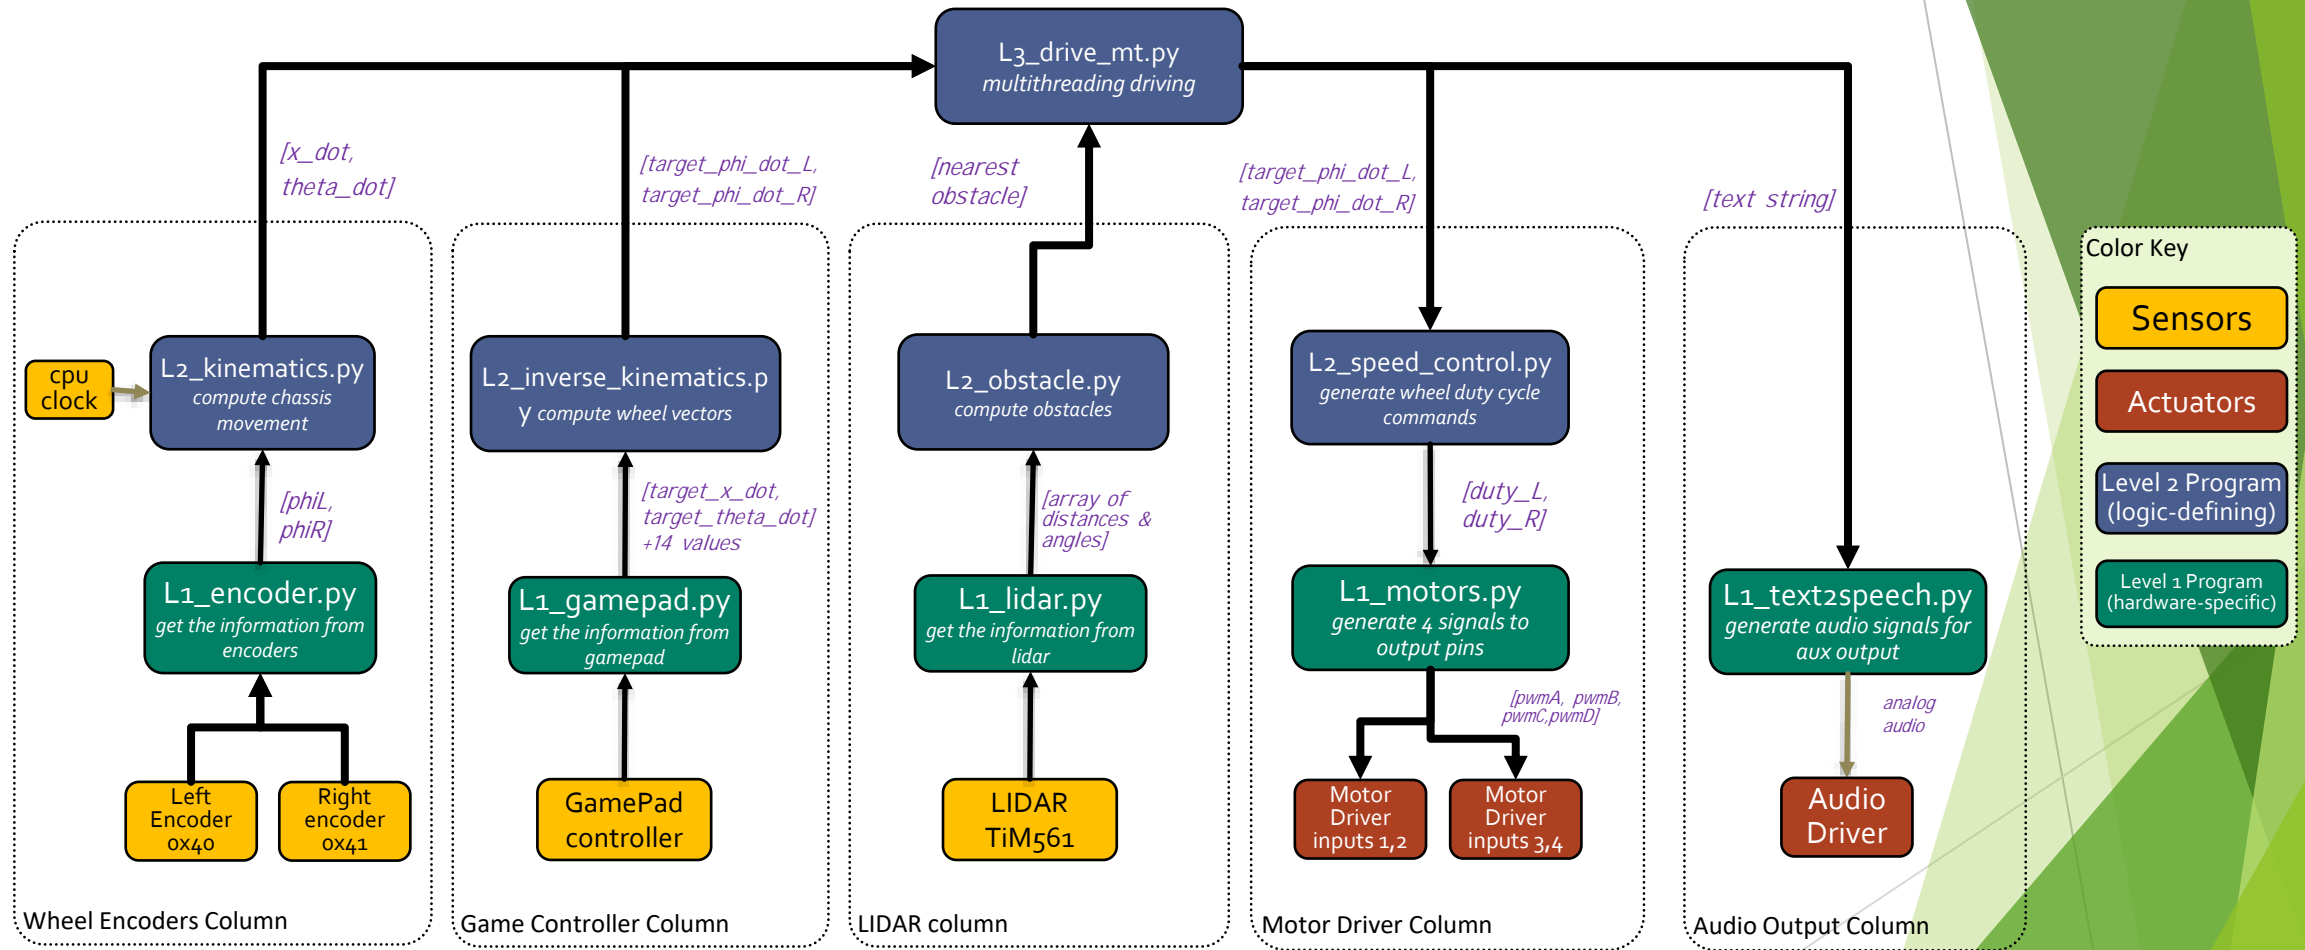 L3_drive_mt.py
multithreading driving
[x_dot,
theta_dot]
[target_phi_dot_L,
target_phi_dot_R]
[nearest
obstacle]
[target_phi_dot_L,
target_phi_dot_R]
[text string]
cpu
clock
L2_kinematics.py
compute chassis
movement
[phiL,
phiR]
L1_encoder.py
get the information from
encoders
Left
Encoder
0x40
Right
encoder
0x41
Wheel Encoders Column
L2_inverse_kinematics.p
y compute wheel vectors
[target_x_dot,
target_theta_dot]
+14 values
L1_gamepad.py
get the information from
gamepad
GamePad
controller
Game Controller Column
L2_obstacle.py
compute obstacles
[array of
distances &
angles]
L1_lidar.py
get the information from
lidar
LIDAR
TiM561
LIDAR column
L2_speed_control.py
generate wheel duty cycle
commands
[duty_L,
duty_R]
L1_motors.py
generate 4 signals to
output pins
[pwmA, pwmB,
pwmC,pwmD]
Motor
Driver
inputs 1,2
Motor
Driver
inputs 3,4
Motor Driver Column
L1_text2speech.py
generate audio signals for
aux output
analog
audio
Audio
Driver
Audio Output Column
Color Key
Sensors
Actuators
Level 2 Program
(logic-defining)
Level 1 Program
(hardware-specific)